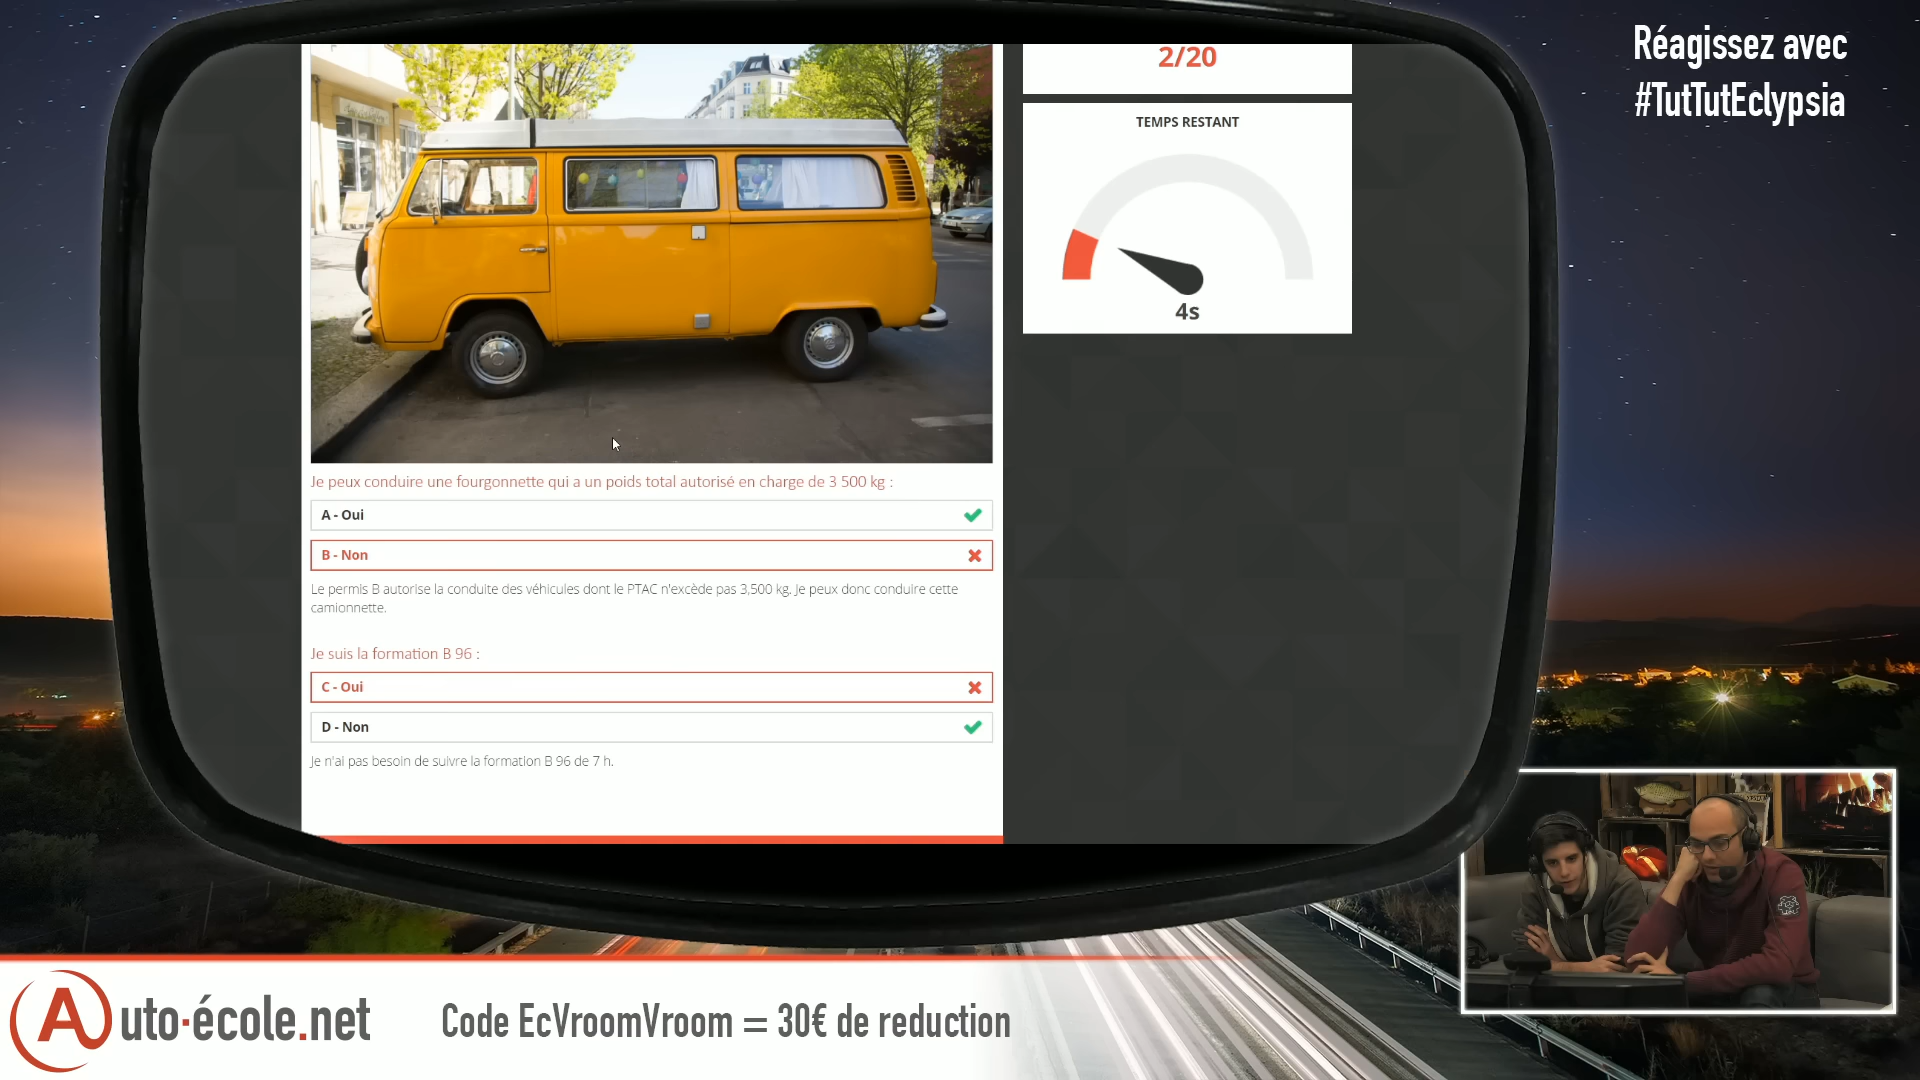 Réagissez avec
#TutTutEclypsia
2/20
TEMPS RESTANT
4s
Je peux conduire une fourgonnette qui a un poids total autorisé en charge de 3 500 kg :
A - Oui
B - Non
Le permis B autorise la conduite des véhicules dont le PTAC n'excède pas 3,500 kg. Je peux donc conduire cette
camionnette.
Je suis la formation B 96 :
C - Oui
D - Non
Je n'ai pas besoin de suivre la formation B 96 de 7 h.
Auto·école.net
Code EcVroomVroom = 30€ de reduction